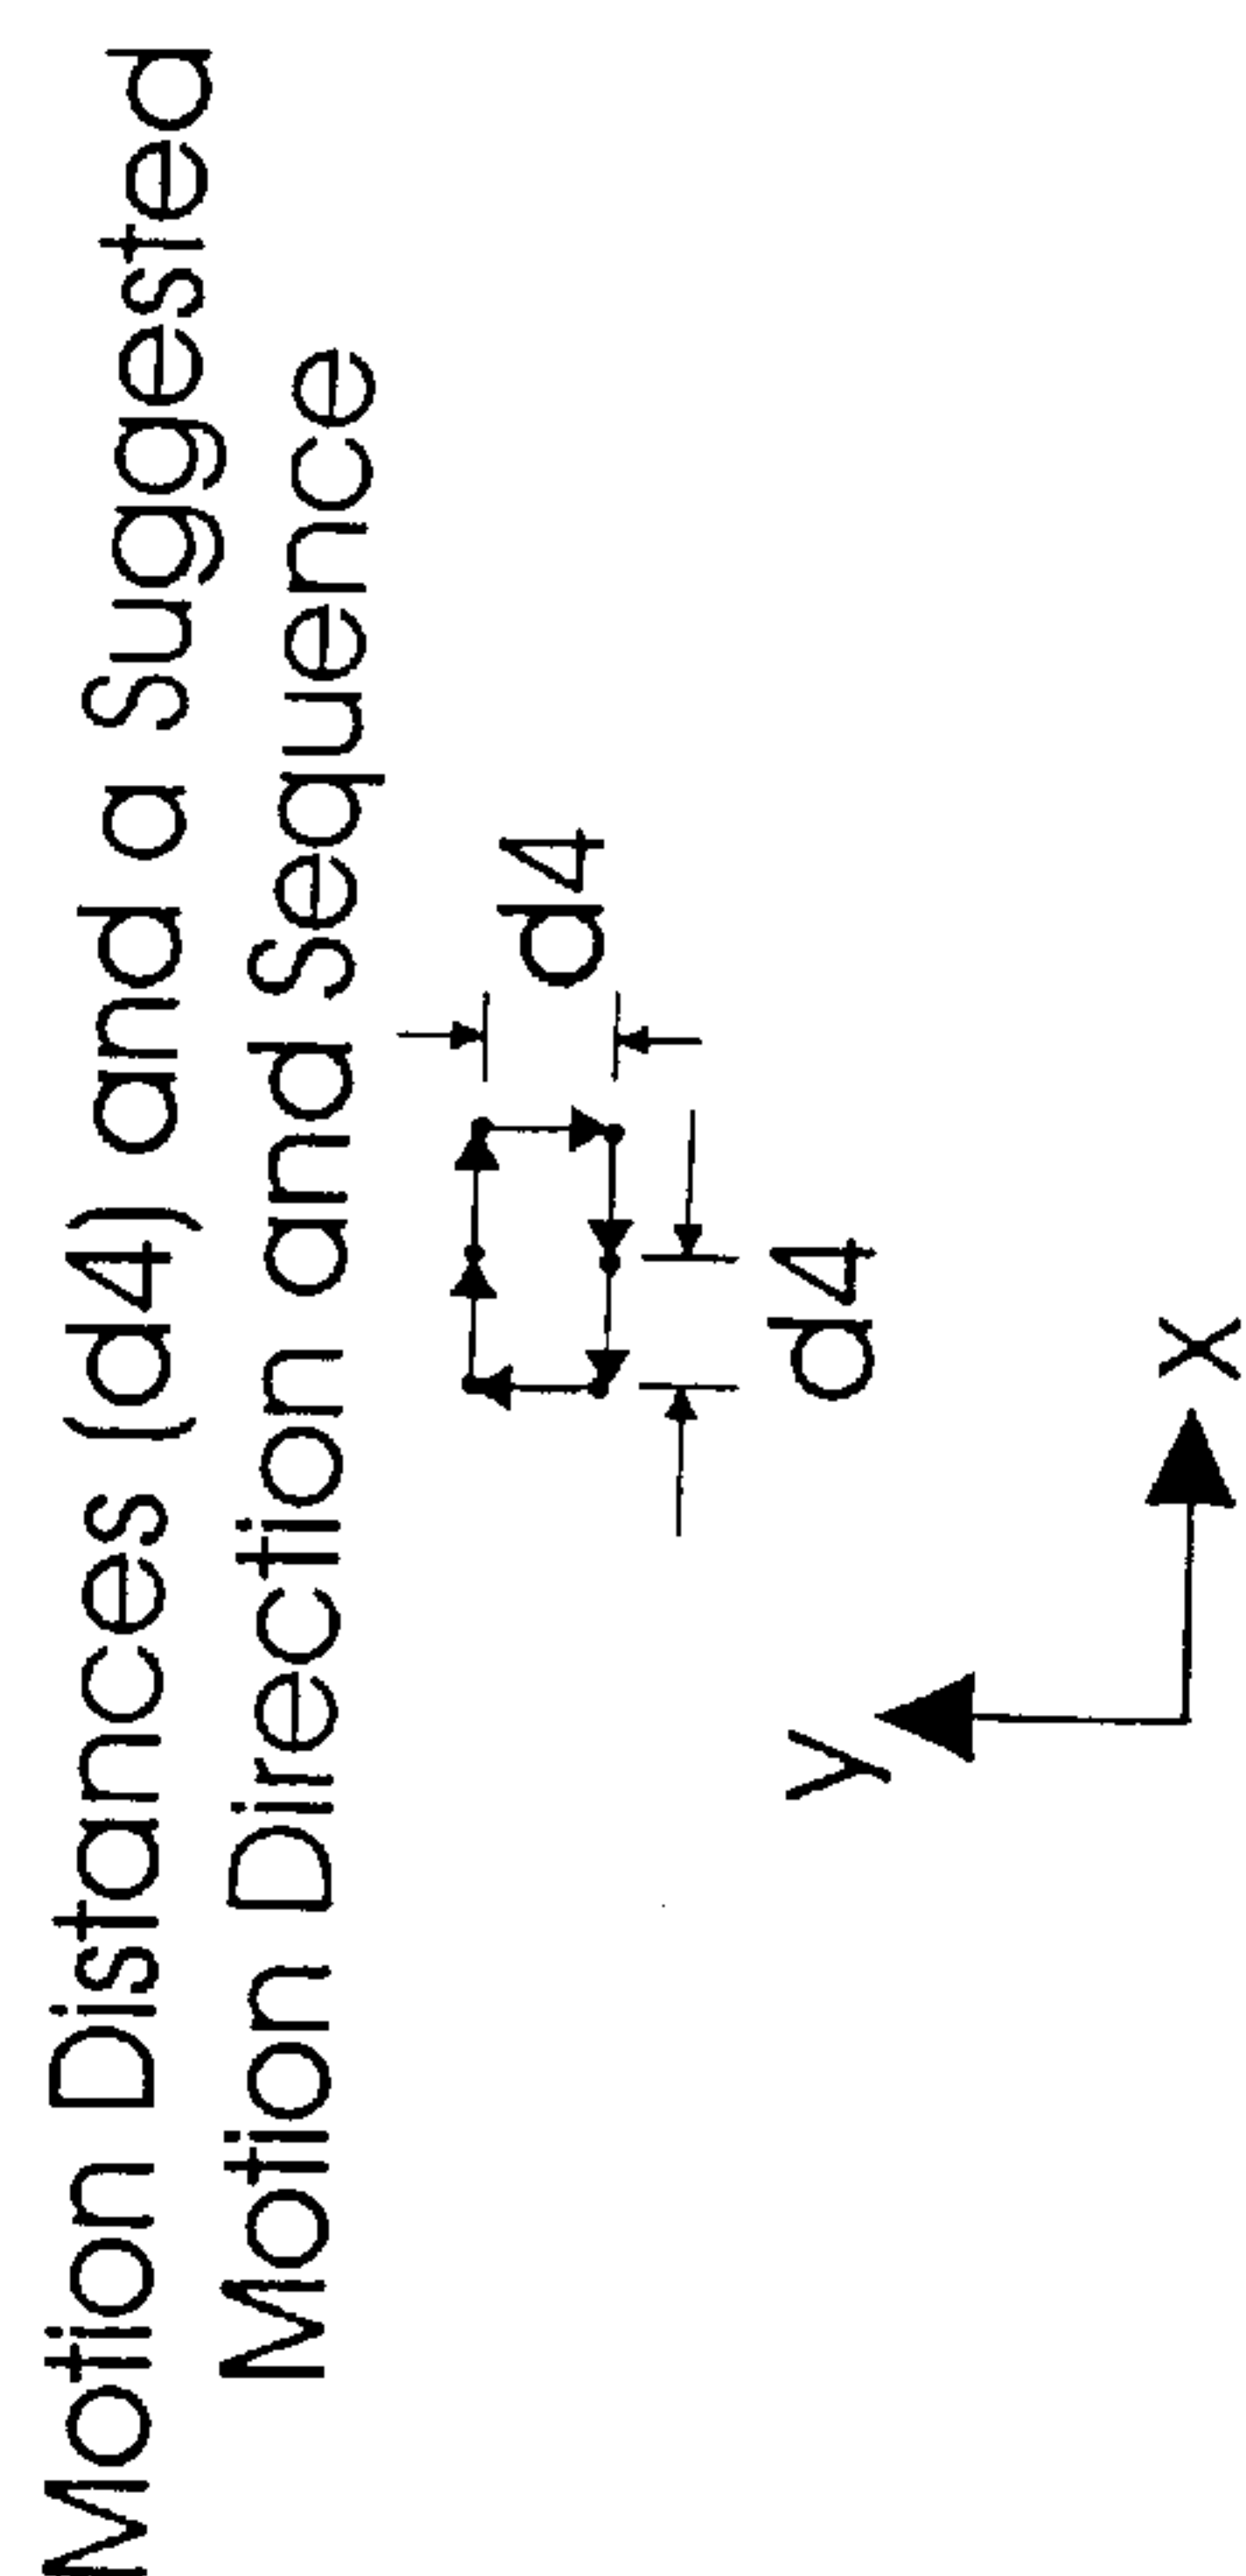 Motion Distances (d4) and a Suggested
Motion Direction and Sequence
d4
d4
y
x